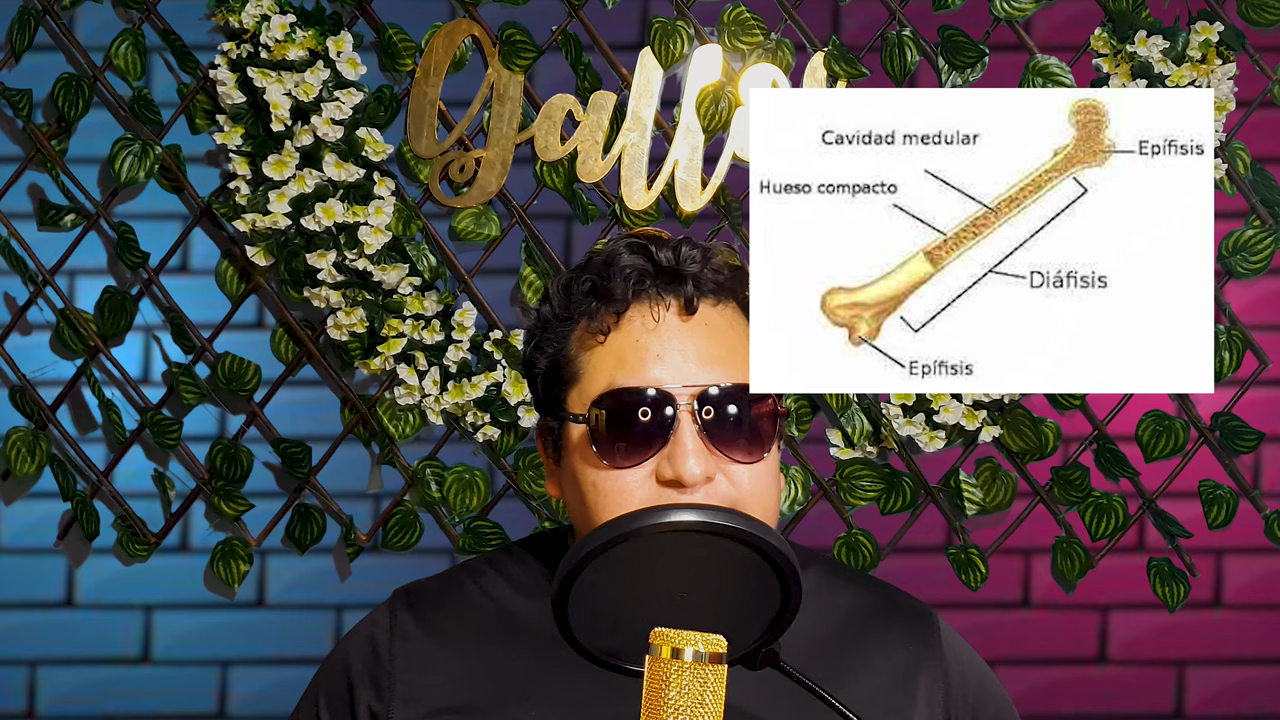 Cavidad medular
Epífisis
Hueso compacto
Diáfisis
Epífisis